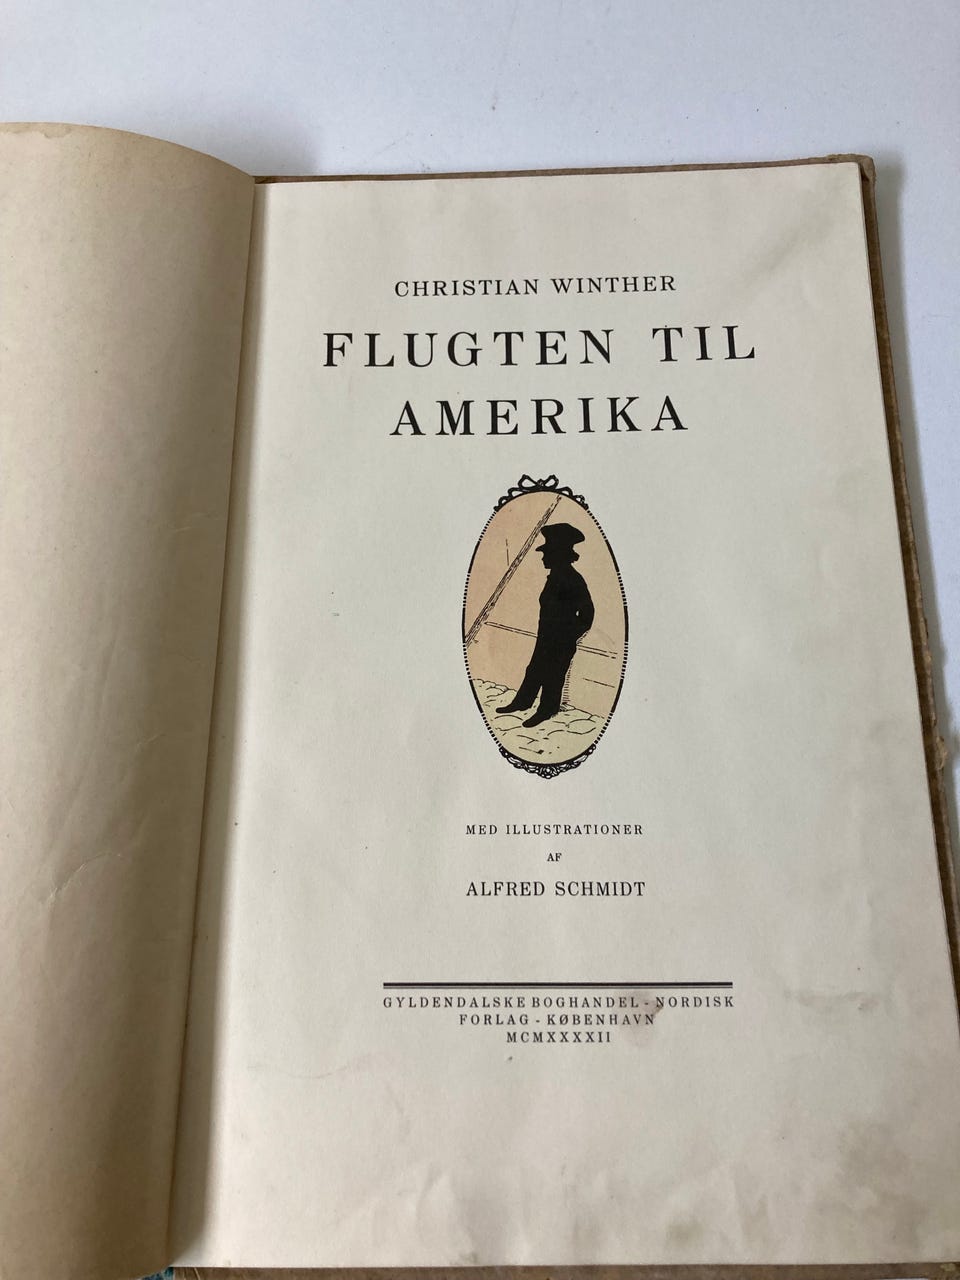 CHRISTIAN WINTHER
FLUGTEN TIL
AMERIKA
MED ILLUSTRATIONER
AF
ALFRED SCHMIDT
GYLDENDALSKE BOGHANDEL - NORDISK
FORLAG - KØBENHAVN
MCMXXXXII